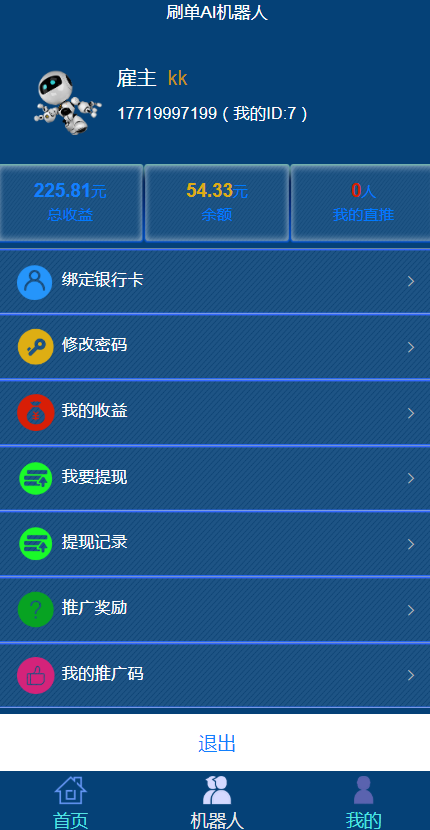 刷单AI机器人
雇主 kk
17719997199（我的ID:7）
225.81元 54.33元 0人
总收益 余额 我的直推
绑定银行卡
修改密码
我的收益
我要提现
提现记录
推广奖励
我的推广码
退出
首页 机器人 我的